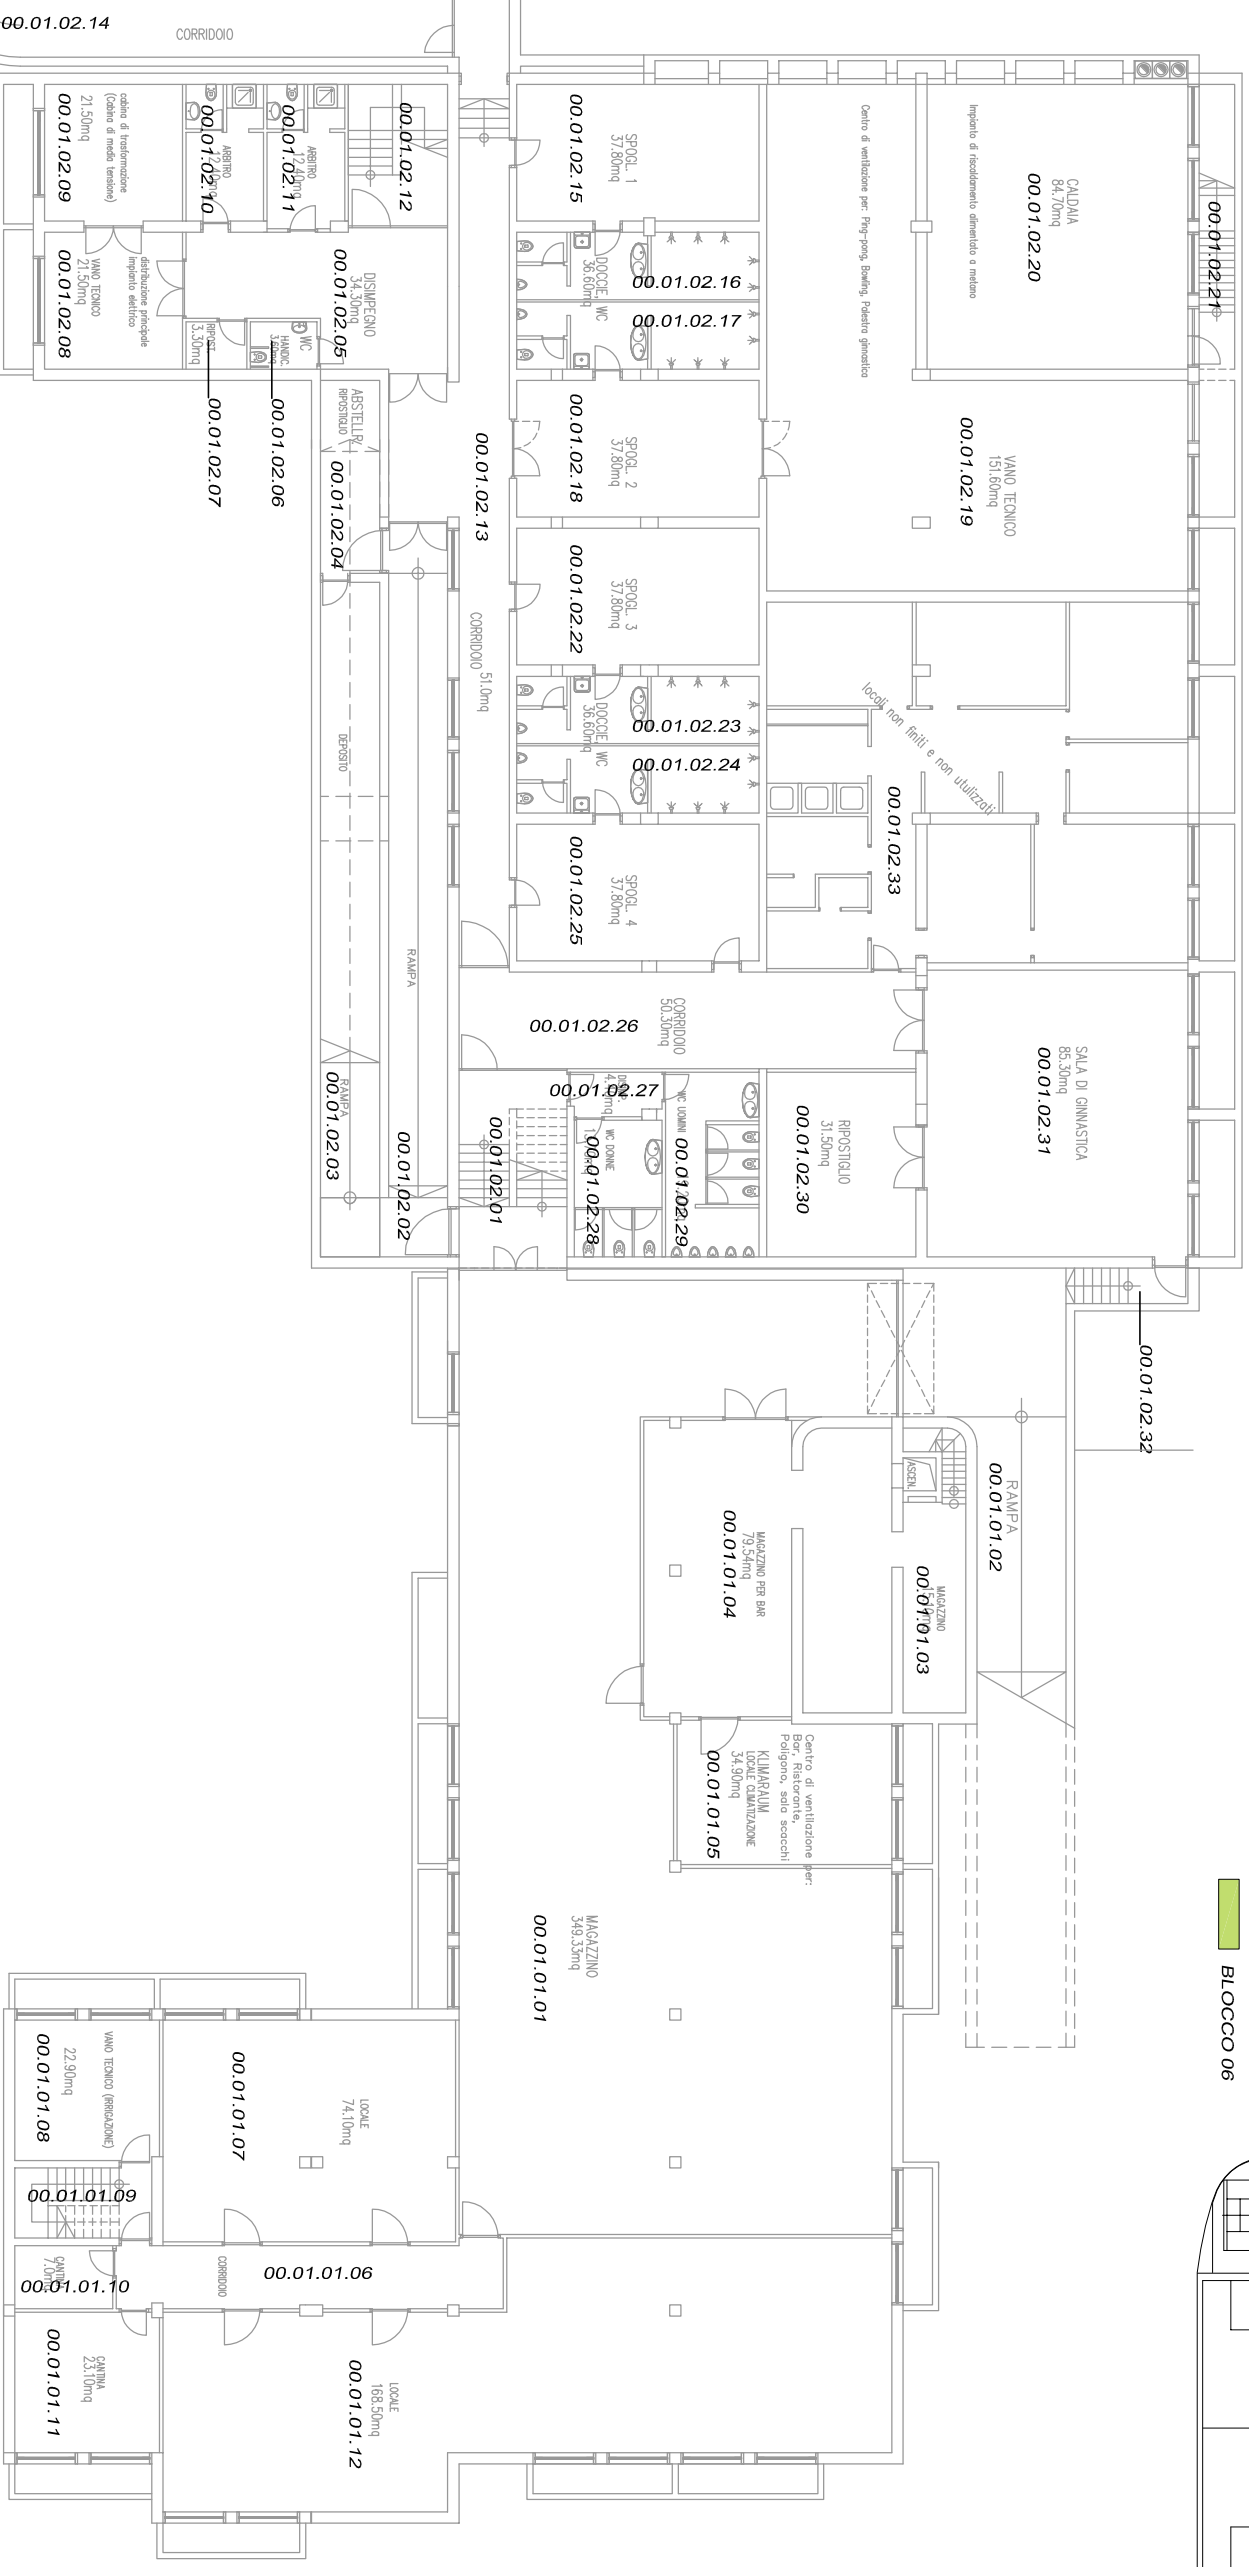 00.01.02.14
CORRIDOIO
cabina di trasformazione
(Cabina di media tensione)
21.50mq
00.01.02.09
ARBITRO
12.40mq
00.01.02.10
ARBITRO
12.40mq
00.01.02.11
00.01.02.12
SPOGL. 1
37.80mq
00.01.02.15
Centro di ventilazione per: Ping-pong, Bowling, Palestra ginnastica
Impianto di riscaldamento alimentato a metano
CALDAIA
84.70mq
00.01.02.20
00.01.02.21
distribuzione principale
impianto elettrico
VANO TECNICO
21.50mq
00.01.02.08
DISIMPEGNO
34.30mq
00.01.02.05
RIPOST.
3.30mq
00.01.02.07
WC
HANDIC.
3.60mq
00.01.02.06
DOCCIE, WC
36.60mq
00.01.02.16
00.01.02.17
ABSTELLR.
RIPOSTIGLIO
00.01.02.04
00.01.02.13
SPOGL. 2
37.80mq
00.01.02.18
VANO TECNICO
151.60mq
00.01.02.19
SPOGL. 3
37.80mq
00.01.02.22
CORRIDOIO
51.0mq
DEPOSITO
DOCCIE, WC
36.60mq
00.01.02.23
00.01.02.24
locali non finiti e non utulizzati
00.01.02.33
SPOGL. 4
37.80mq
00.01.02.25
RAMPA
CORRIDOIO
50.30mq
00.01.02.26
RAMPA
00.01.02.03
00.01.02.02
00.01.02.01
00.01.02.27
WC DONNE
00.01.02.28
WC UOMINI
00.01.02.29
RIPOSTIGLIO
31.50mq
00.01.02.30
SALA DI GINNASTICA
85.30mq
00.01.02.31
00.01.02.32
RAMPA
00.01.01.02
ASCEN.
MAGAZZINO PER BAR
79.54mq
00.01.01.04
MAGAZZINO
00.01.01.03
Centro di ventilazione per:
Bar, Ristorante,
Poligono, sala scacchi
KLIMARAUM
LOCALE CLIMATIZAZIONE
34.90mq
00.01.01.05
MAGAZZINO
349.33mq
00.01.01.01
BLOCCO 06
VANO TECNICO (IRRIGAZIONE)
22.90mq
00.01.01.08
LOCALE
74.10mq
00.01.01.07
00.01.01.09
CORRIDOIO
00.01.01.06
CANTINA
7.0mq
00.01.01.10
CANTINA
23.10mq
00.01.01.11
LOCALE
168.50mq
00.01.01.12